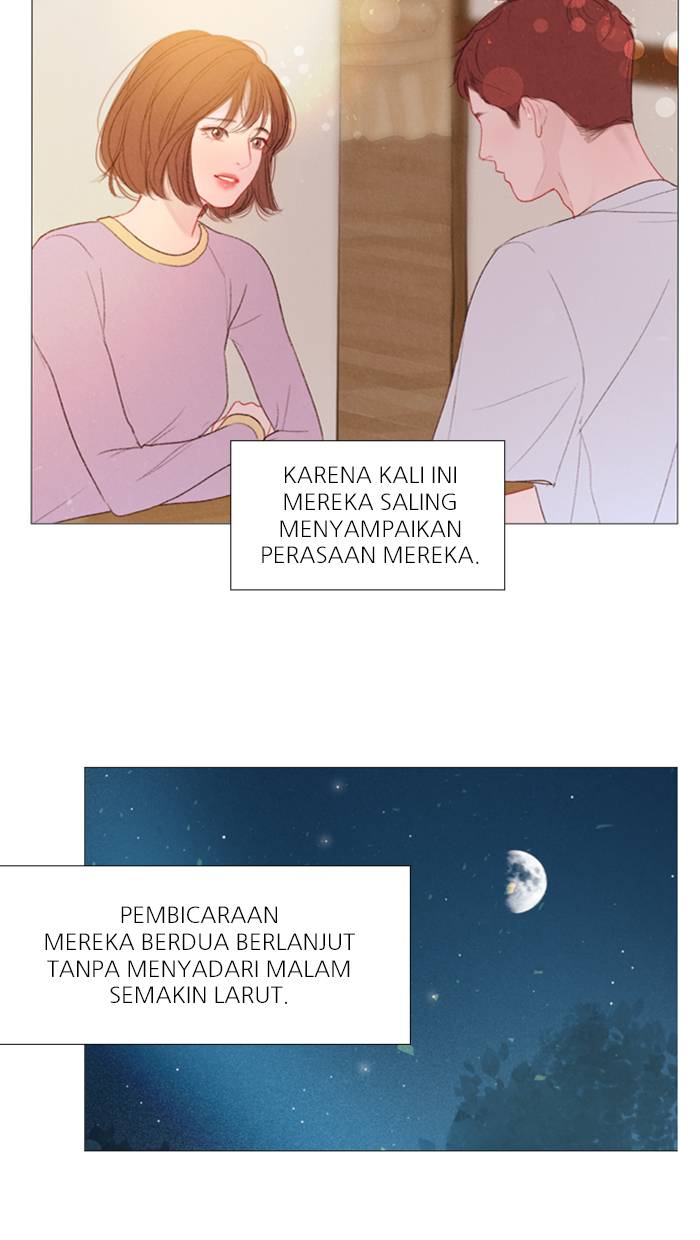 KARENA KALI INI
MEREKA SALING
MENYAMPAIKAN
PERASAAN MEREKA.
PEMBICARAAN
MEREKA BERDUA BERLANJUT
TANPA MENYADARI MALAM
SEMAKIN LARUT.